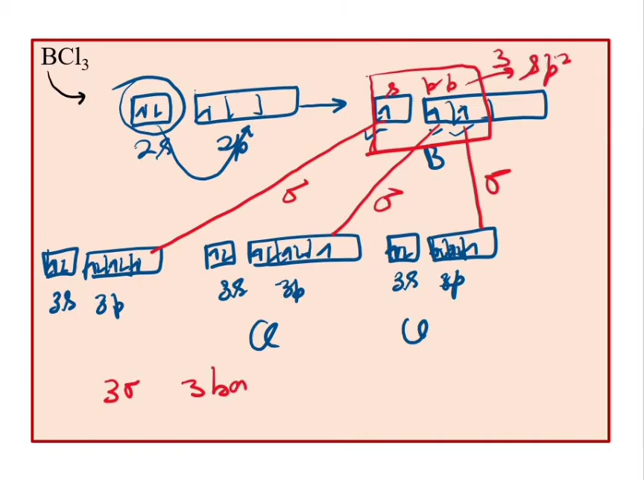 BCl₃
3 sp²
s p p
2s 2p
B
σ σ σ
3s 3p 3s 3p 3s 3p
Cl Cl
3σ 3 bon